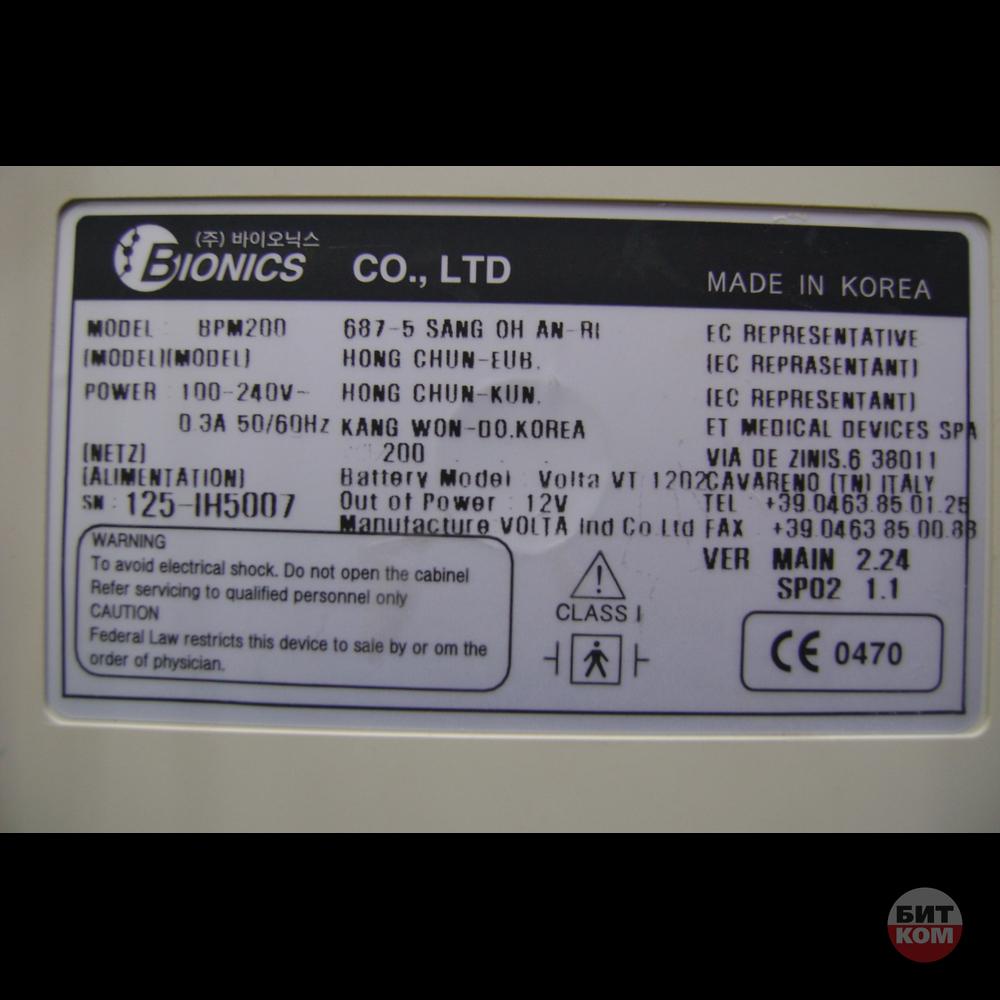 (주) 바이오닉스
BIONICS CO., LTD
MADE IN KOREA
MODEL : BPM200
(MODEL)(MODEL)
POWER : 100-240V~
0.3A 50/60Hz
(NETZ)
(ALIMENTATION)
SN : 125-IH5007
687-5 SANG OH AN-RI
HONG CHUN-EUB.
HONG CHUN-KUN.
KANG WON-DO.KOREA
200
Battery Model : Volta VT 1202
Out of Power : 12V
Manufacture VOLTA Ind Co.Ltd
EC REPRESENTATIVE
(EC REPRASENTANT)
(EC REPRESENTANT)
ET MEDICAL DEVICES SPA
VIA DE ZINIS.6 38011
CAVARENO (TN) ITALY
TEL : +39.0463.85.01.25
FAX : +39.0463.85.00.88
VER MAIN 2.24
SPO2 1.1
WARNING
To avoid electrical shock. Do not open the cabinel
Refer servicing to qualified personnel only
CAUTION
Federal Law restricts this device to sale by or om the
order of physician.
CLASS I
CE 0470
БИТ
КОМ